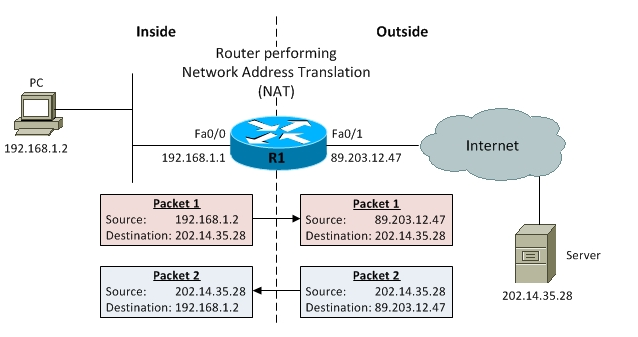 Inside
Outside
Router performing
Network Address Translation
(NAT)
PC
192.168.1.2
Fa0/0
Fa0/1
192.168.1.1
R1
89.203.12.47
Internet
Packet 1
Source: 192.168.1.2
Destination: 202.14.35.28
Packet 1
Source: 89.203.12.47
Destination: 202.14.35.28
Packet 2
Source: 202.14.35.28
Destination: 192.168.1.2
Packet 2
Source: 202.14.35.28
Destination: 89.203.12.47
Server
202.14.35.28